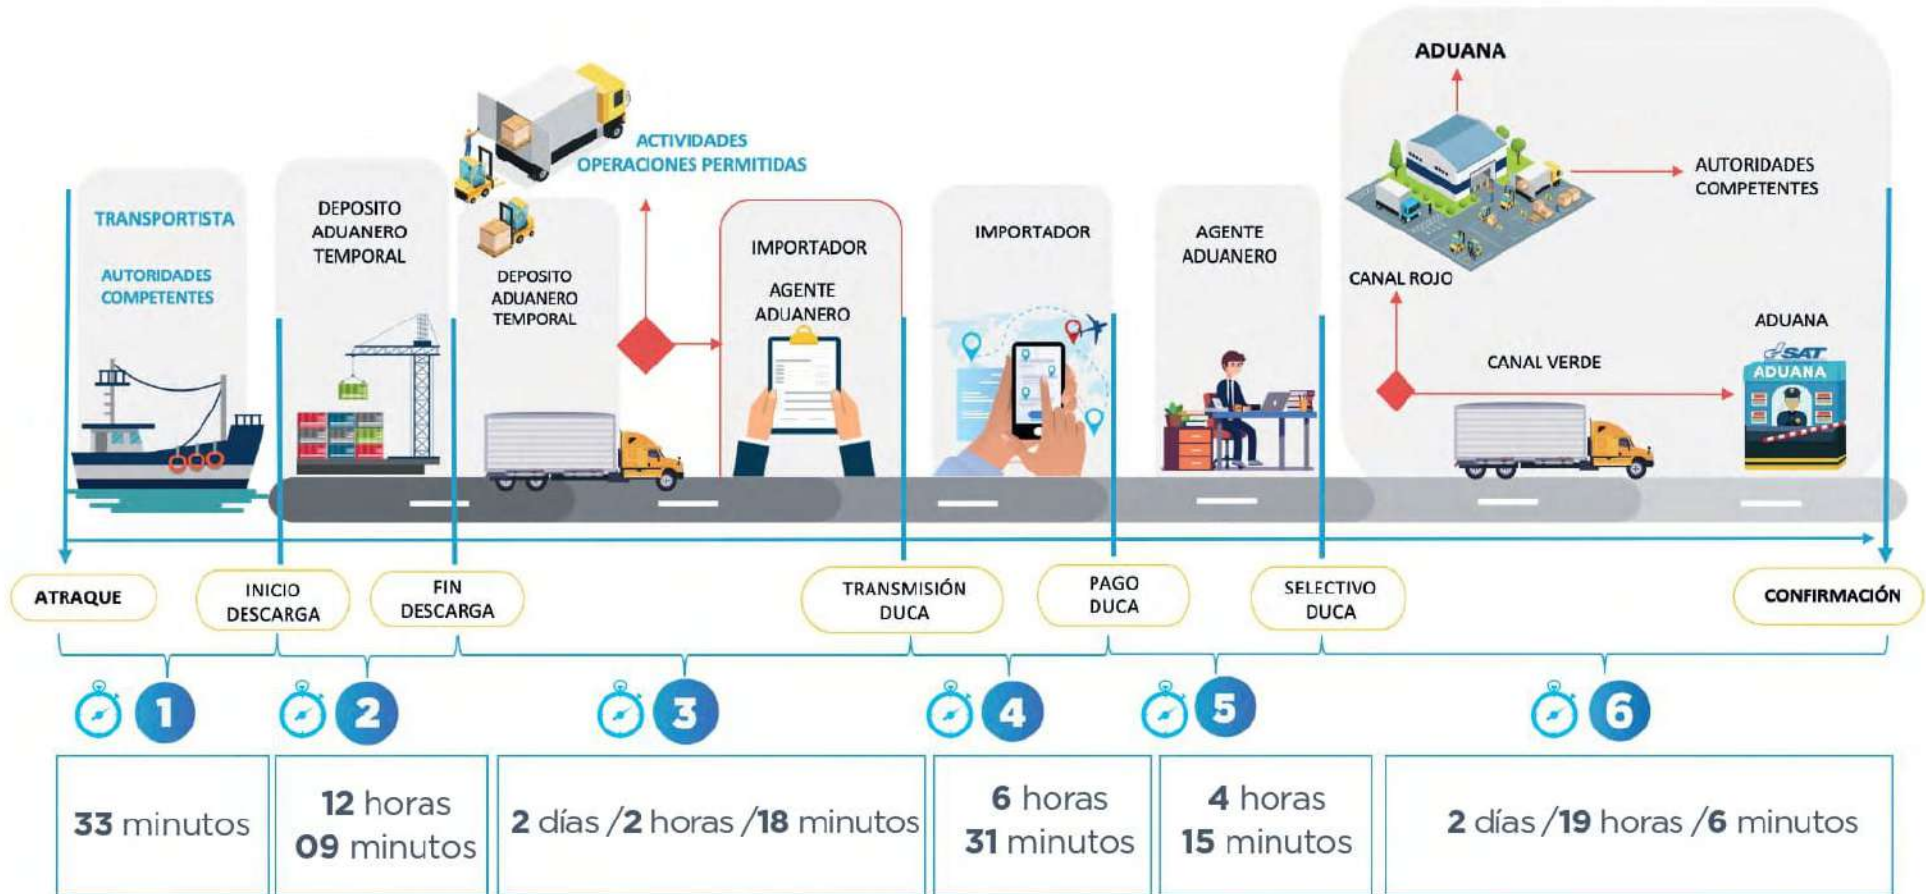 TRANSPORTISTA
AUTORIDADES
COMPETENTES
DEPOSITO
ADUANERO
TEMPORAL
ACTIVIDADES
OPERACIONES PERMITIDAS
DEPOSITO
ADUANERO
TEMPORAL
IMPORTADOR
AGENTE
ADUANERO
IMPORTADOR
AGENTE
ADUANERO
ADUANA
AUTORIDADES
COMPETENTES
CANAL ROJO
CANAL VERDE
ADUANA
SAT
ADUANA
ATRAQUE
INICIO
DESCARGA
FIN
DESCARGA
TRANSMISIÓN
DUCA
PAGO
DUCA
SELECTIVO
DUCA
CONFIRMACIÓN
1
2
3
4
5
6
33 minutos
12 horas
09 minutos
2 días /2 horas /18 minutos
6 horas
31 minutos
4 horas
15 minutos
2 días /19 horas /6 minutos